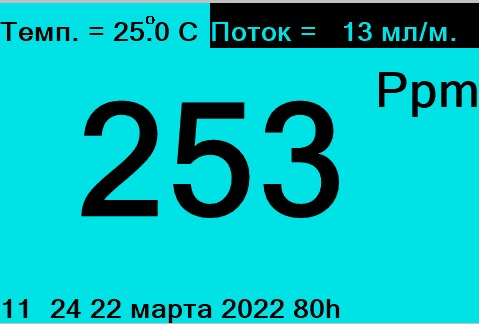 Темп. = 25.0 °C Поток = 13 мл/м.
Ppm
253
11 24 22 марта 2022 80h